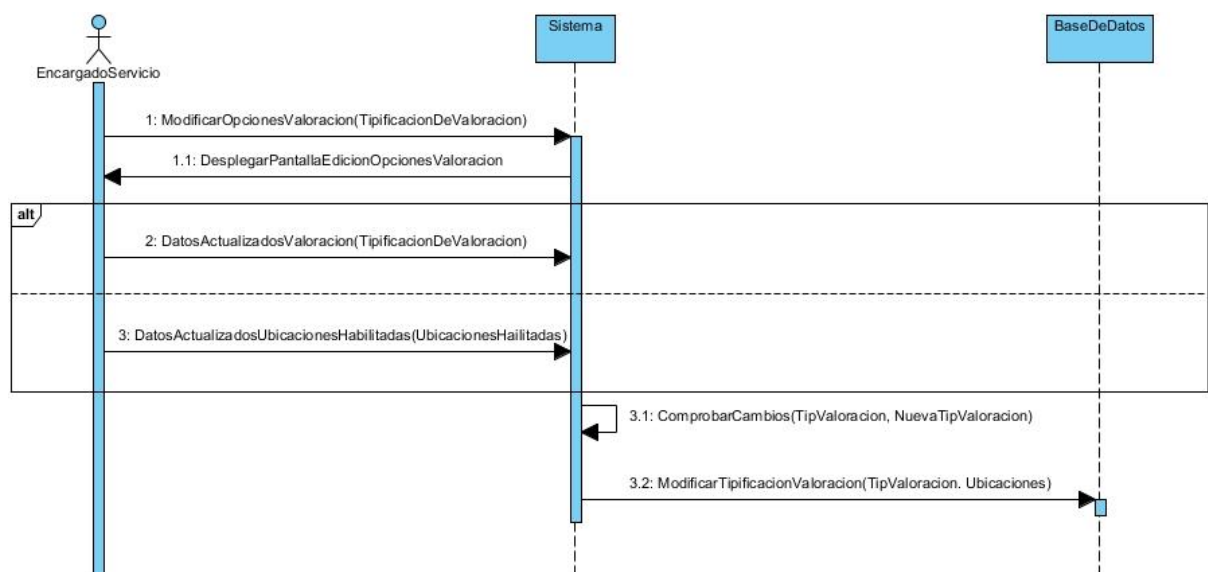 EncargadoServicio
Sistema
BaseDeDatos
1: ModificarOpcionesValoracion(TipificacionDeValoracion)
1.1: DesplegarPantallaEdicionOpcionesValoracion
alt
2: DatosActualizadosValoracion(TipificacionDeValoracion)
3: DatosActualizadosUbicacionesHabilitadas(UbicacionesHailitadas)
3.1: ComprobarCambios(TipValoracion, NuevaTipValoracion)
3.2: ModificarTipificacionValoracion(TipValoracion. Ubicaciones)